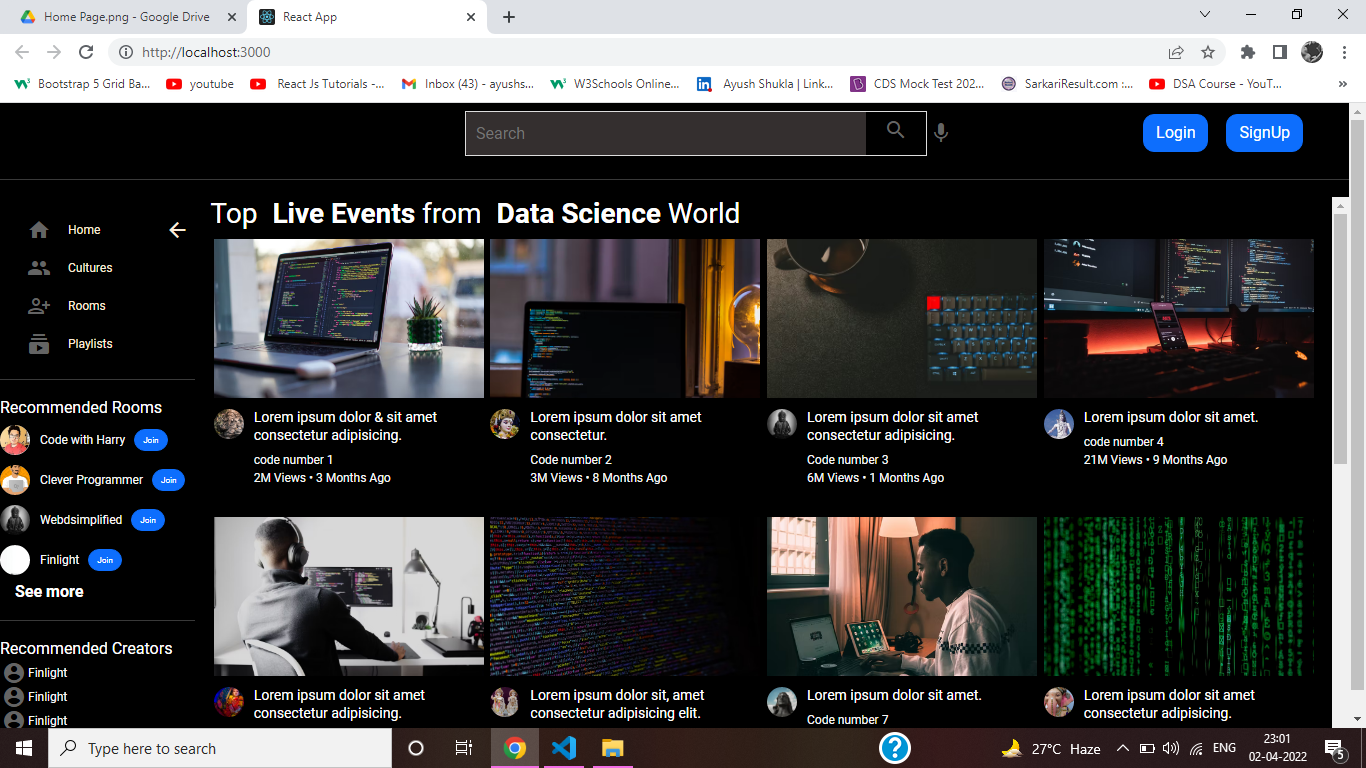 Home Page.png - Google Drive
React App
http://localhost:3000
Bootstrap 5 Grid Ba...
youtube
React Js Tutorials -...
Inbox (43) - ayushs...
W3Schools Online...
Ayush Shukla | Link...
CDS Mock Test 202...
SarkariResult.com :...
DSA Course - YouT...
»
Search
Login
SignUp
Home
Cultures
Rooms
Playlists
Recommended Rooms
Code with Harry Join
Clever Programmer Join
Webdsimplified Join
Finlight Join
See more
Recommended Creators
Finlight
Finlight
Finlight
Top Live Events from Data Science World
Lorem ipsum dolor & sit amet
consectetur adipisicing.
code number 1
2M Views • 3 Months Ago
Lorem ipsum dolor sit amet
consectetur.
Code number 2
3M Views • 8 Months Ago
Lorem ipsum dolor sit amet
consectetur adipisicing.
Code number 3
6M Views • 1 Months Ago
Lorem ipsum dolor sit amet.
code number 4
21M Views • 9 Months Ago
Lorem ipsum dolor sit amet
consectetur adipisicing.
Lorem ipsum dolor sit, amet
consectetur adipisicing elit.
Lorem ipsum dolor sit amet.
Code number 7
Lorem ipsum dolor sit amet
consectetur adipisicing.
Type here to search
?
27°C Haze
ENG
23:01
02-04-2022
5